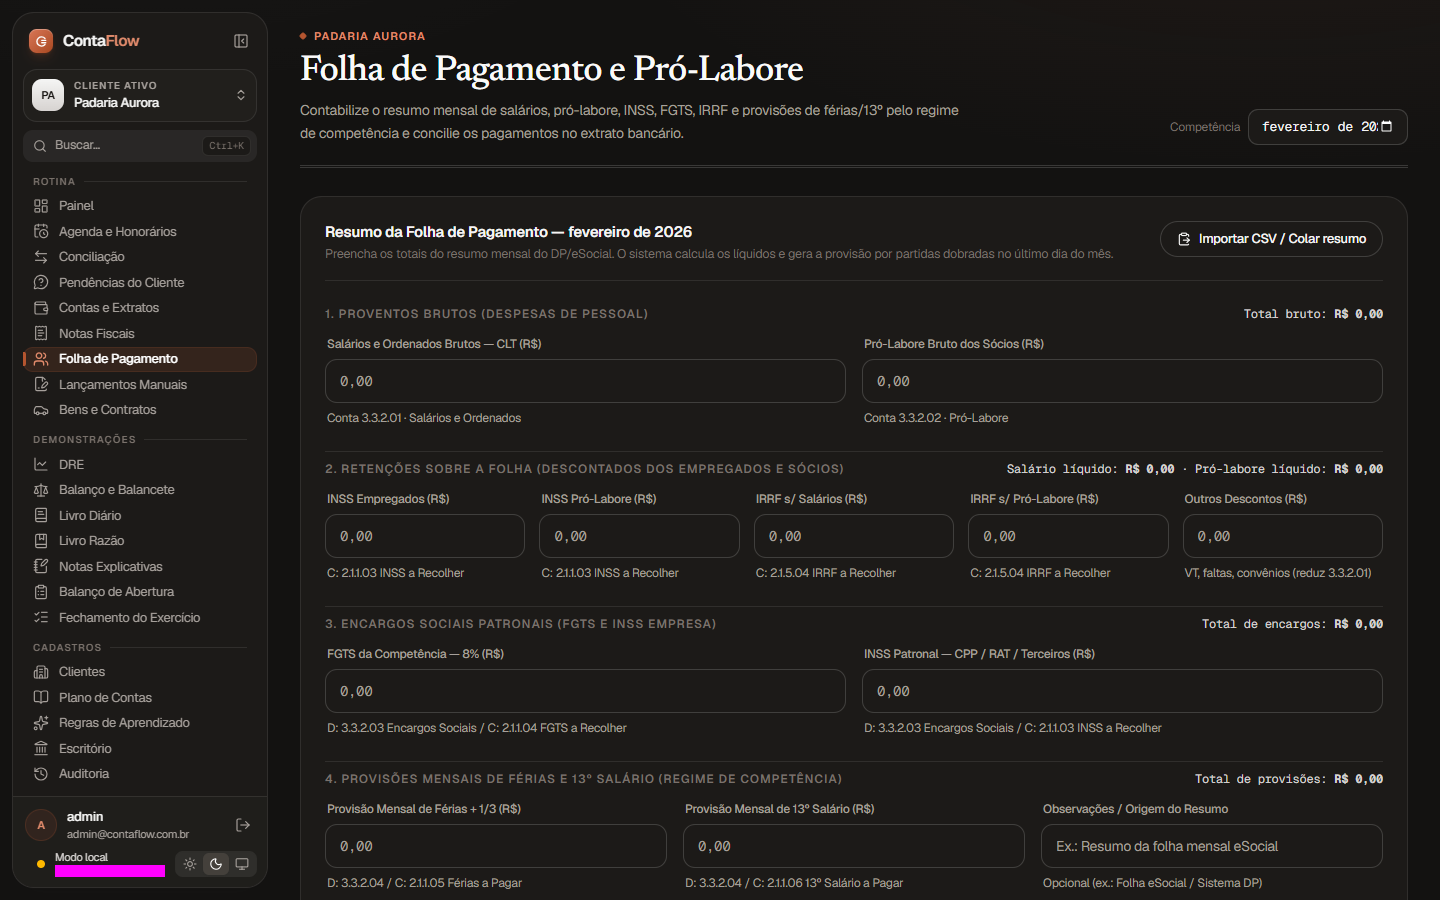 ContaFlow
PA
CLIENTE ATIVO
Padaria Aurora
Buscar...
Ctrl+K
ROTINA
Painel
Agenda e Honorários
Conciliação
Pendências do Cliente
Contas e Extratos
Notas Fiscais
Folha de Pagamento
Lançamentos Manuais
Bens e Contratos
DEMONSTRAÇÕES
DRE
Balanço e Balancete
Livro Diário
Livro Razão
Notas Explicativas
Balanço de Abertura
Fechamento do Exercício
CADASTROS
Clientes
Plano de Contas
Regras de Aprendizado
Escritório
Auditoria
A
admin
admin@contaflow.com.br
Modo local
PADARIA AURORA
Folha de Pagamento e Pró-Labore
Contabilize o resumo mensal de salários, pró-labore, INSS, FGTS, IRRF e provisões de férias/13º pelo regime
de competência e concilie os pagamentos no extrato bancário.
Competência
fevereiro de 20
Resumo da Folha de Pagamento — fevereiro de 2026
Preencha os totais do resumo mensal do DP/eSocial. O sistema calcula os líquidos e gera a provisão por partidas dobradas no último dia do mês.
Importar CSV / Colar resumo
1. PROVENTOS BRUTOS (DESPESAS DE PESSOAL)
Total bruto: R$ 0,00
Salários e Ordenados Brutos — CLT (R$)
Pró-Labore Bruto dos Sócios (R$)
0,00
0,00
Conta 3.3.2.01 · Salários e Ordenados
Conta 3.3.2.02 · Pró-Labore
2. RETENÇÕES SOBRE A FOLHA (DESCONTADOS DOS EMPREGADOS E SÓCIOS)
Salário líquido: R$ 0,00 · Pró-labore líquido: R$ 0,00
INSS Empregados (R$)
INSS Pró-Labore (R$)
IRRF s/ Salários (R$)
IRRF s/ Pró-Labore (R$)
Outros Descontos (R$)
0,00
0,00
0,00
0,00
0,00
C: 2.1.1.03 INSS a Recolher
C: 2.1.1.03 INSS a Recolher
C: 2.1.5.04 IRRF a Recolher
C: 2.1.5.04 IRRF a Recolher
VT, faltas, convênios (reduz 3.3.2.01)
3. ENCARGOS SOCIAIS PATRONAIS (FGTS E INSS EMPRESA)
Total de encargos: R$ 0,00
FGTS da Competência — 8% (R$)
INSS Patronal — CPP / RAT / Terceiros (R$)
0,00
0,00
D: 3.3.2.03 Encargos Sociais / C: 2.1.1.04 FGTS a Recolher
D: 3.3.2.03 Encargos Sociais / C: 2.1.1.03 INSS a Recolher
4. PROVISÕES MENSAIS DE FÉRIAS E 13º SALÁRIO (REGIME DE COMPETÊNCIA)
Total de provisões: R$ 0,00
Provisão Mensal de Férias + 1/3 (R$)
Provisão Mensal de 13º Salário (R$)
Observações / Origem do Resumo
0,00
0,00
Ex.: Resumo da folha mensal eSocial
D: 3.3.2.04 / C: 2.1.1.05 Férias a Pagar
D: 3.3.2.04 / C: 2.1.1.06 13º Salário a Pagar
Opcional (ex.: Folha eSocial / Sistema DP)